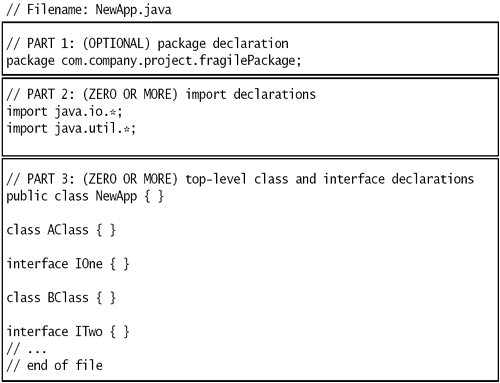 // Filename: NewApp.java
// PART 1: (OPTIONAL) package declaration
package com.company.project.fragilePackage;
// PART 2: (ZERO OR MORE) import declarations
import java.io.*;
import java.util.*;
// PART 3: (ZERO OR MORE) top-level class and interface declarations
public class NewApp { }
class AClass { }
interface IOne { }
class BClass { }
interface ITwo { }
// ...
// end of file